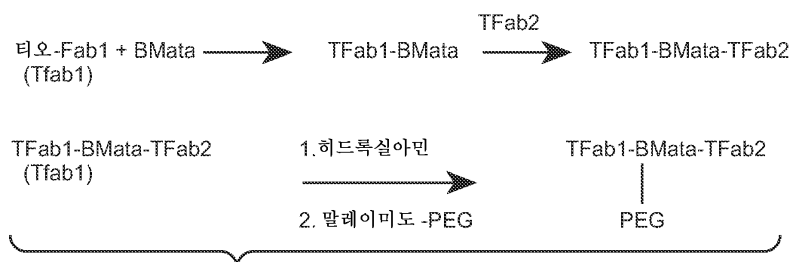 TFab2
티오-Fab1 + BMata TFab1-BMata TFab1-BMata-TFab2
(Tfab1)
TFab1-BMata-TFab2 1.히드록실아민 TFab1-BMata-TFab2
(Tfab1)
2. 말레이미도 -PEG PEG